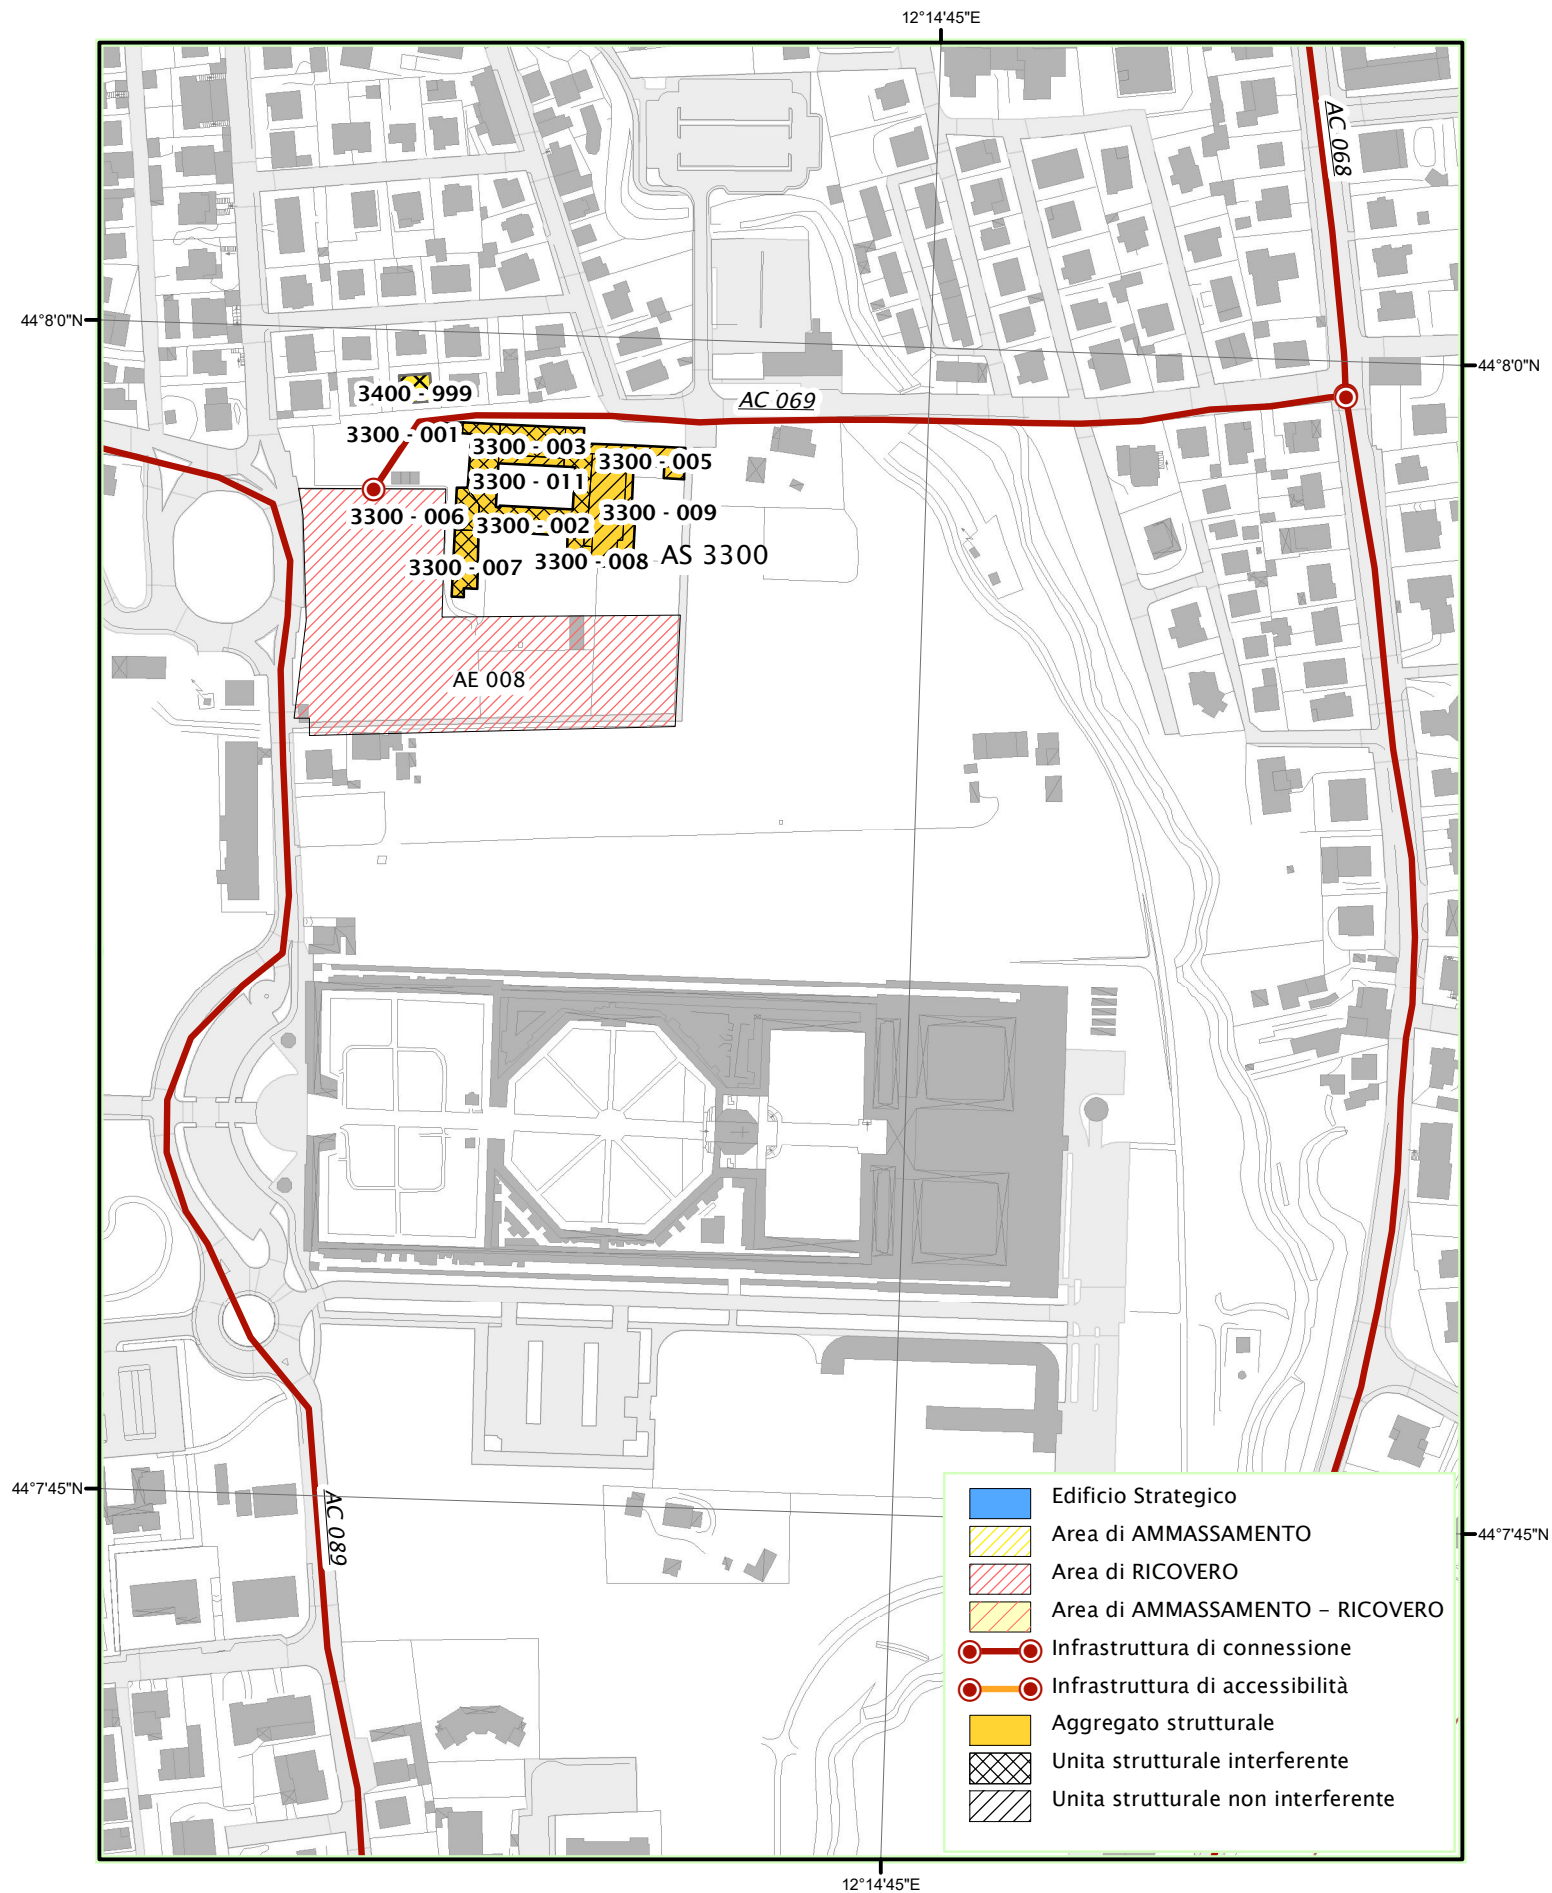 12°14'45"E
AC 068
44°8'0"N
44°8'0"N
3400 - 999
AC 069
3300 - 001
3300 - 003
3300 - 005
3300 - 011
3300 - 006
3300 - 002
3300 - 009
3300 - 007
3300 - 008
AS 3300
AE 008
44°7'45"N
AC 089
44°7'45"N
Edificio Strategico
Area di AMMASSAMENTO
Area di RICOVERO
Area di AMMASSAMENTO - RICOVERO
Infrastruttura di connessione
Infrastruttura di accessibilità
Aggregato strutturale
Unita strutturale interferente
Unita strutturale non interferente
12°14'45"E